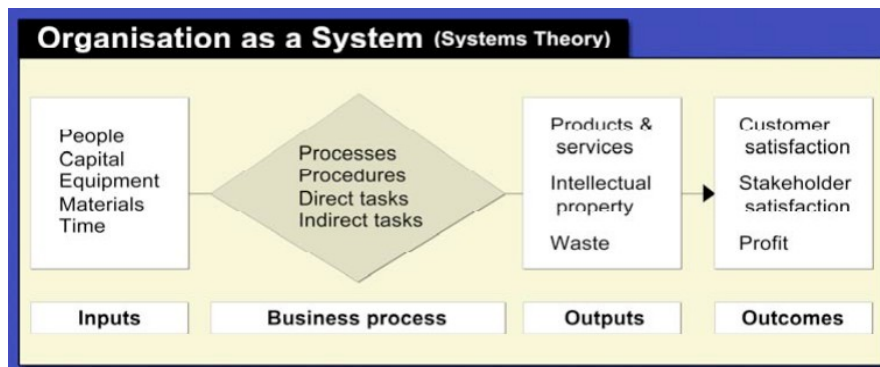 Organisation as a System (Systems Theory)
People
Capital
Equipment
Materials
Time
Processes
Procedures
Direct tasks
Indirect tasks
Products &
services
Intellectual
property
Waste
Customer
satisfaction
Stakeholder
satisfaction
Profit
Inputs
Business process
Outputs
Outcomes